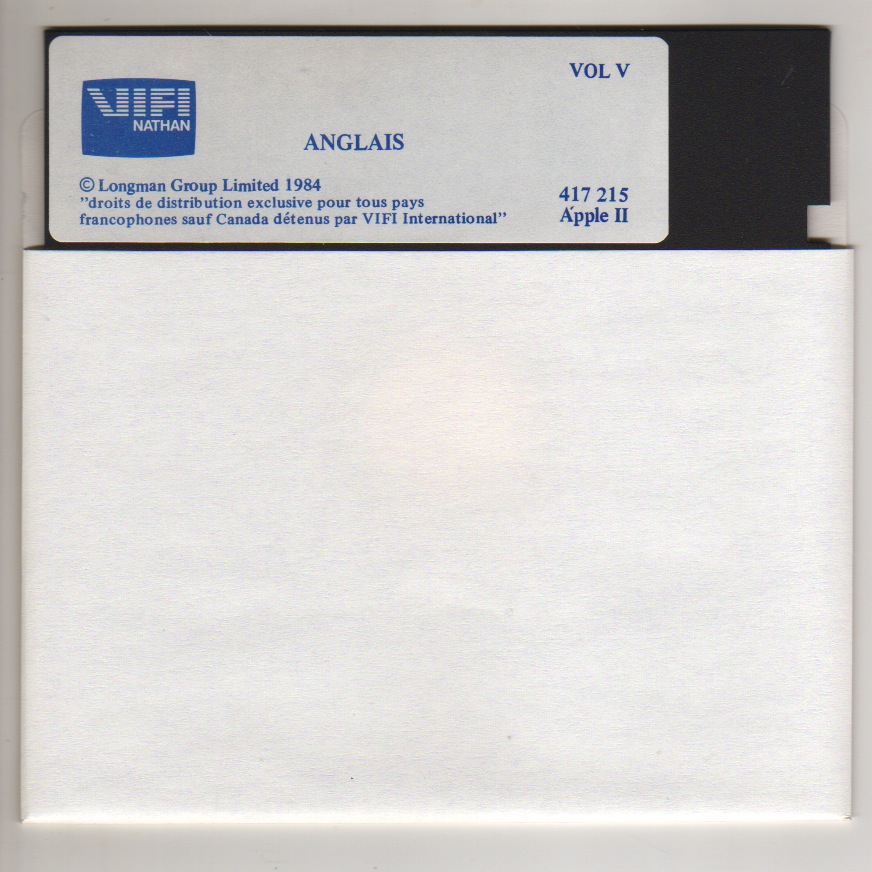 VOL V
VIFI
NATHAN
ANGLAIS
© Longman Group Limited 1984
"droits de distribution exclusive pour tous pays
francophones sauf Canada détenus par VIFI International"
417 215
Apple II